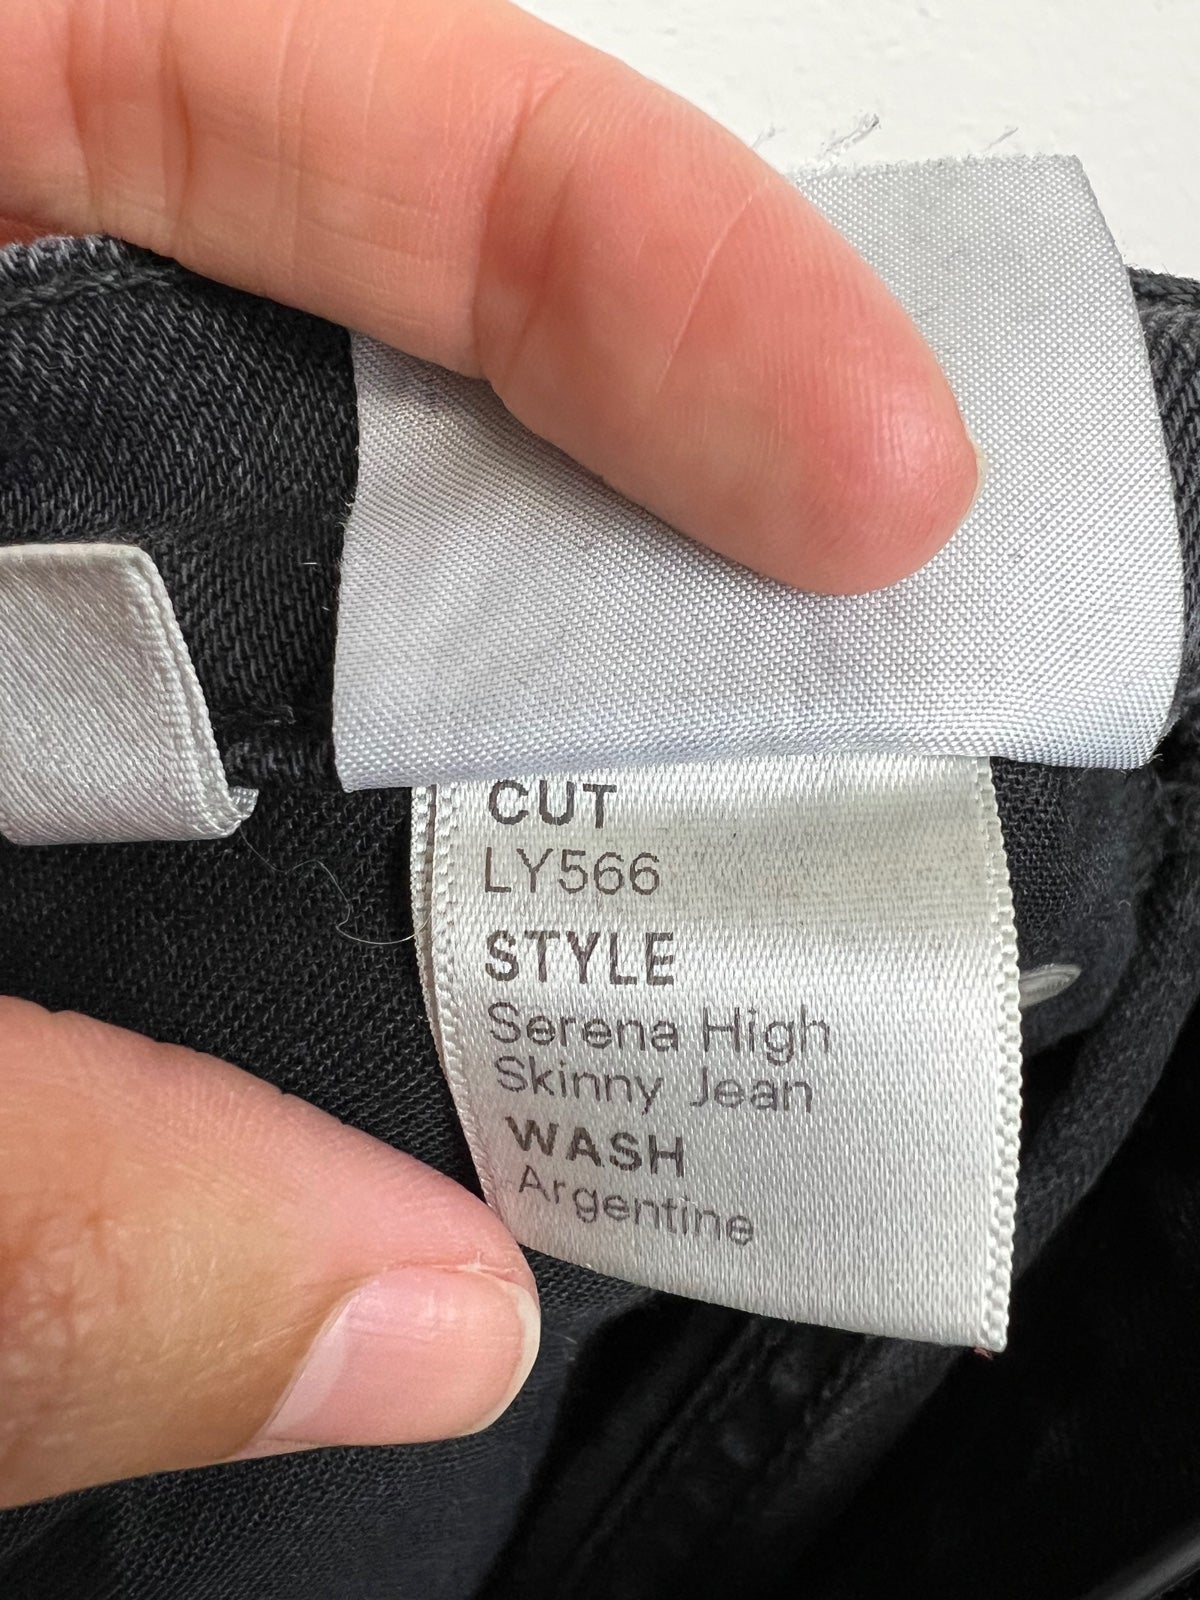 CUT
LY566
STYLE
Serena High
Skinny Jean
WASH
Argentine